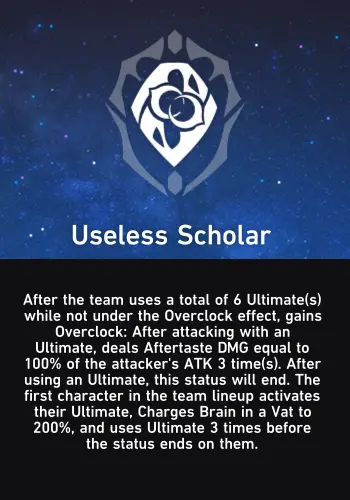 Useless Scholar
After the team uses a total of 6 Ultimate(s)
while not under the Overclock effect, gains
Overclock: After attacking with an
Ultimate, deals Aftertaste DMG equal to
100% of the attacker's ATK 3 time(s). After
using an Ultimate, this status will end. The
first character in the team lineup activates
their Ultimate, Charges Brain in a Vat to
200%, and uses Ultimate 3 times before
the status ends on them.